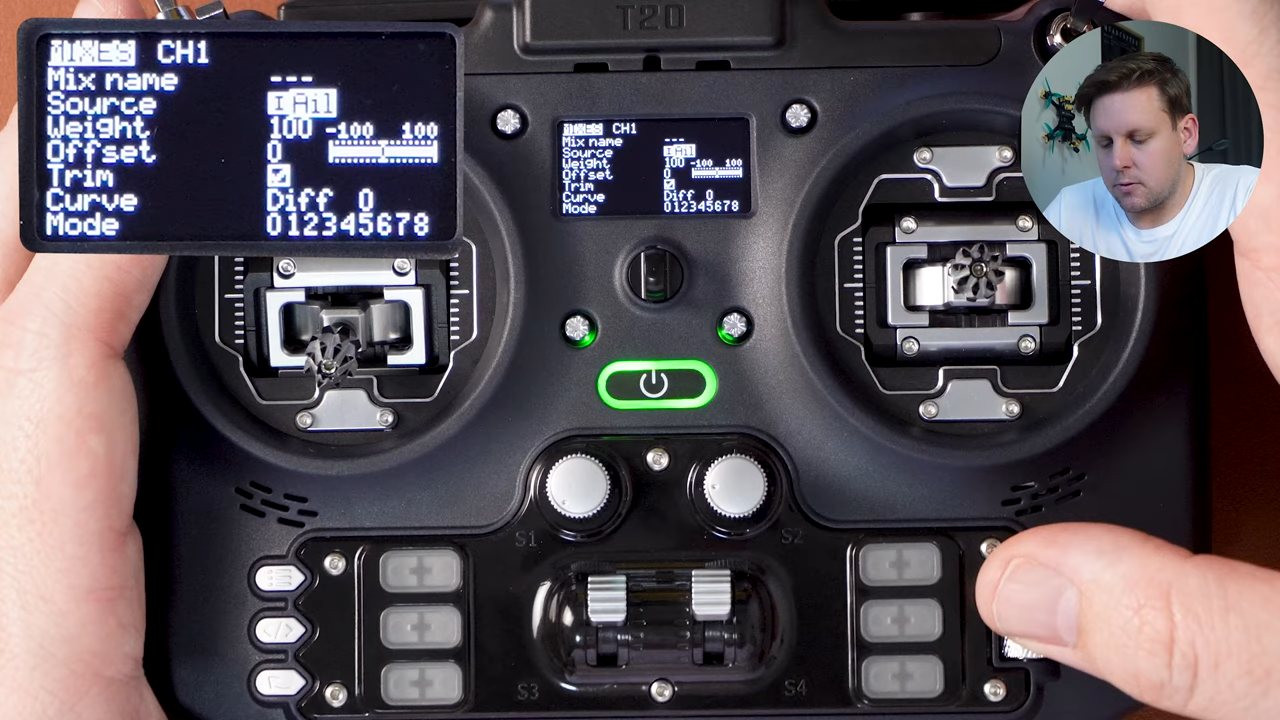 T20
MIXES CH1
Mix name ---
Source I Ail
Weight 100 -100 100
Offset 0
Trim
Curve Diff 0
Mode 012345678
MIXES CH1
Mix name ---
Source I Ail
Weight 100 -100 100
Offset 0
Trim
Curve Diff 0
Mode 012345678
S1
S2
S3
S4